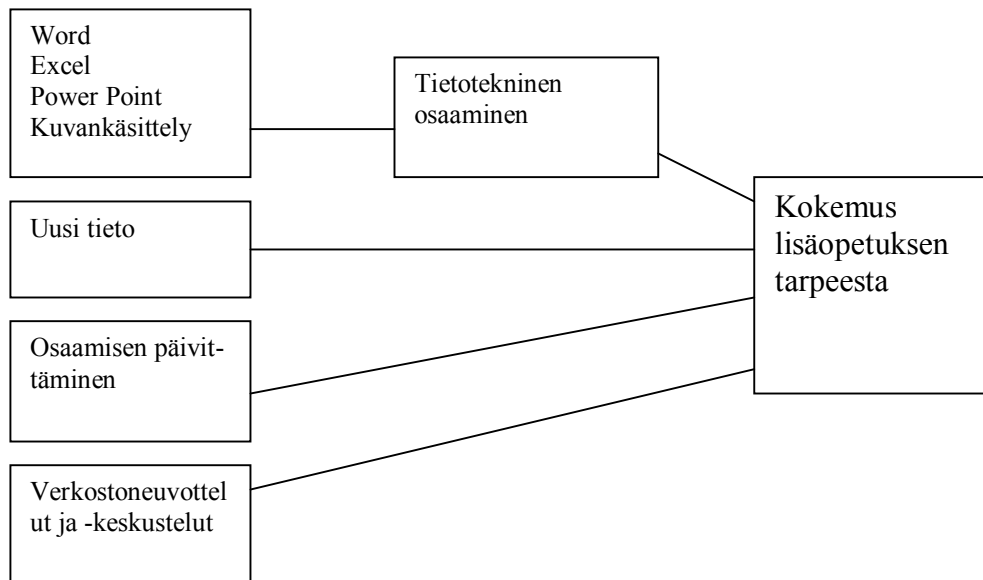 Word
Excel
Power Point
Kuvankäsittely
Tietotekninen
osaaminen
Kokemus
lisäopetuksen
tarpeesta
Uusi tieto
Osaamisen päivit-
täminen
Verkostoneuvottel
ut ja -keskustelut